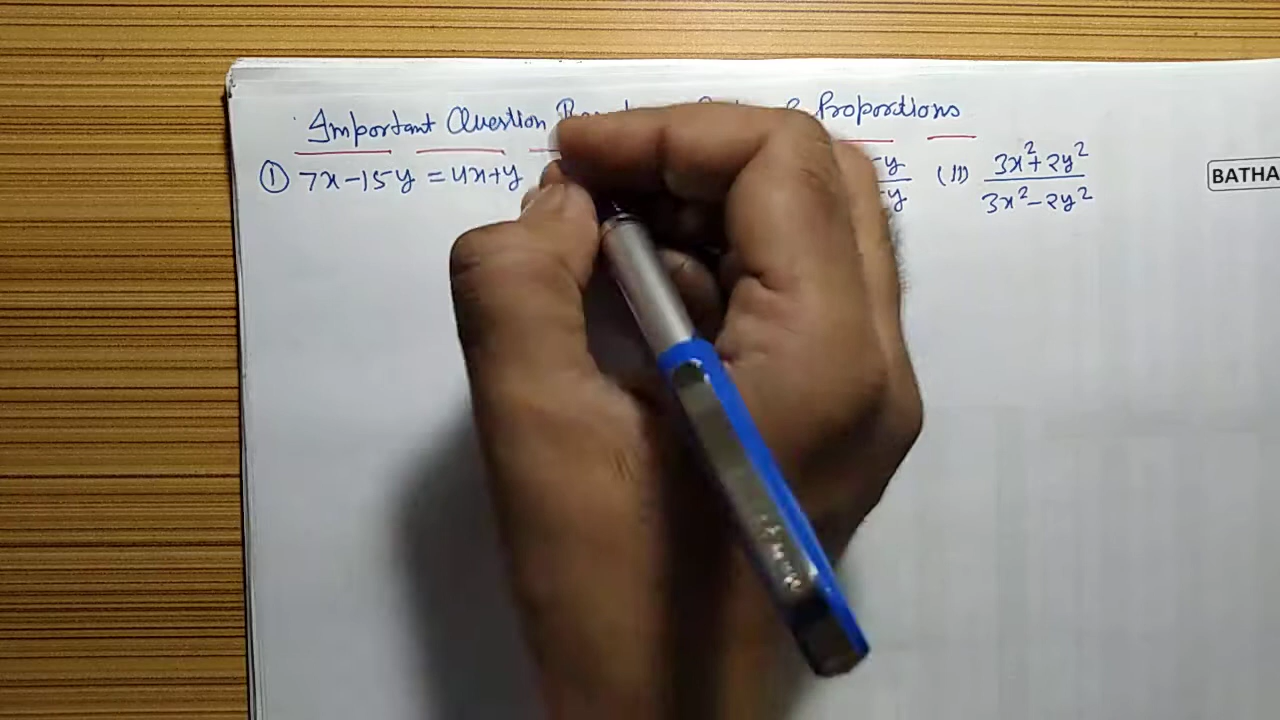 Important Question Proportions
① 7x-15y = 4x+y -y/-y (II) 3x²+2y²/3x²-2y²
BATHA